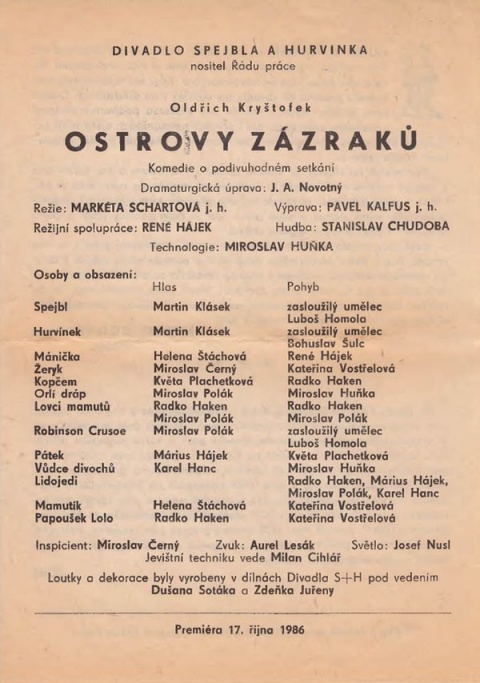 DIVADLO SPEJBLA A HURVÍNKA
nositel Řádu práce
Oldřich Kryštofek
OSTROVY ZÁZRAKŮ
Komedie o podivuhodném setkání
Dramaturgická úprava: J. A. Novotný
Režie: MARKÉTA SCHARTOVÁ j. h. Výprava: PAVEL KALFUS j. h.
Režijní spolupráce: RENÉ HÁJEK Hudba: STANISLAV CHUDOBA
Technologie: MIROSLAV HUŇKA
Osoby a obsazení:
Hlas Pohyb
Spejbl Martin Klásek zasloužilý umělec
Luboš Homola
Hurvínek Martin Klásek zasloužilý umělec
Bohuslav Šulc
Mánička Helena Štáchová René Hájek
Žeryk Miroslav Černý Kateřina Vostřelová
Kopčem Květa Plachetková Radko Haken
Orlí dráp Miroslav Polák Miroslav Huňka
Lovci mamutů Radko Haken Radko Haken
Miroslav Polák Miroslav Polák
Robinson Crusoe Miroslav Polák zasloužilý umělec
Luboš Homola
Pátek Márius Hájek Květa Plachetková
Vůdce divochů Karel Hanc Miroslav Huňka
Lidojedi Radko Haken, Márius Hájek,
Miroslav Polák, Karel Hanc
Mamutík Helena Štáchová Kateřina Vostřelová
Papoušek Lolo Radko Haken Kateřina Vostřelová
Inspicient: Miroslav Černý Zvuk: Aurel Lesák Světlo: Josef Nusl
Jevištní techniku vede Milan Cihlář
Loutky a dekorace byly vyrobeny v dílnách Divadla S+H pod vedením
Dušana Sotáka a Zdeňka Juřeny
Premiéra 17. října 1986